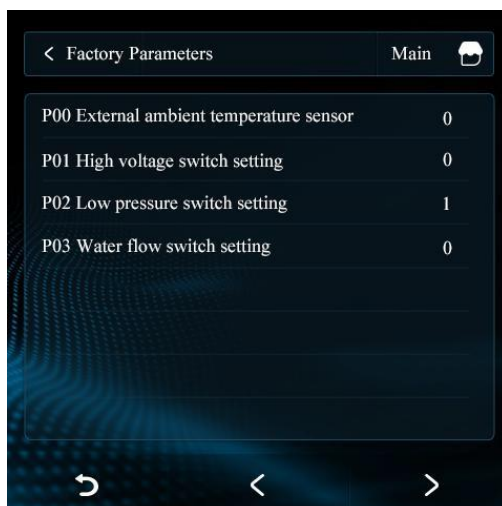 Factory Parameters Main
P00 External ambient temperature sensor 0
P01 High voltage switch setting 0
P02 Low pressure switch setting 1
P03 Water flow switch setting 0